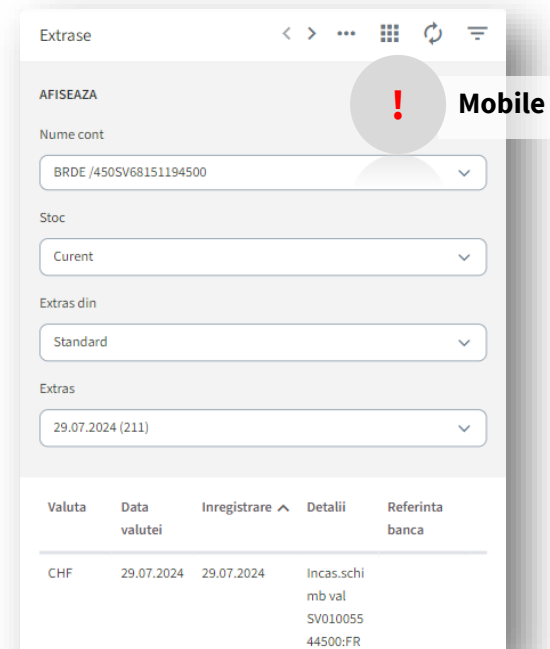 Extrase
!
Mobile
AFISEAZA
Nume cont
BRDE /450SV68151194500
Stoc
Curent
Extras din
Standard
Extras
29.07.2024 (211)
Valuta Data valutei Inregistrare Detalii Referinta banca
CHF 29.07.2024 29.07.2024 Incas.schi
mb val
SV010055
44500:FR